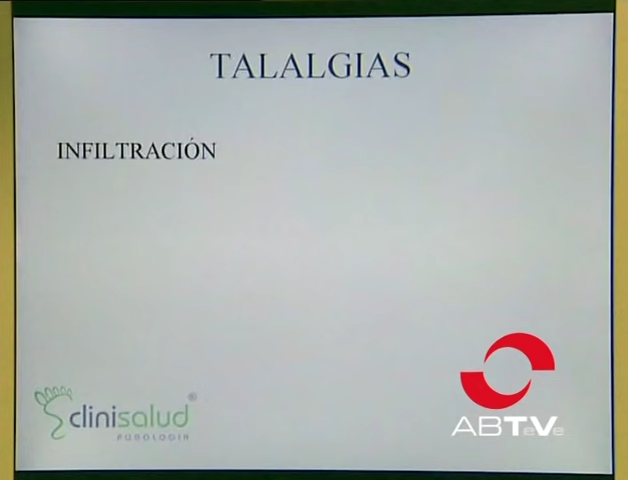 TALALGIAS
INFILTRACIÓN
clinisalud®
PODOLOGIA
ABTeVe